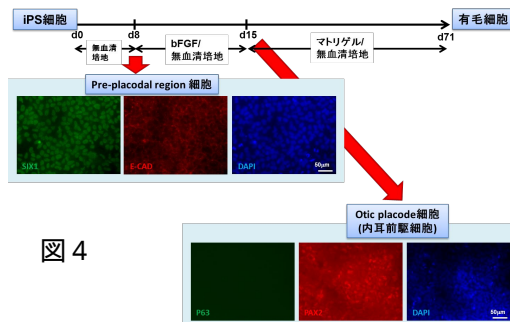 iPS細胞
有毛細胞
d0
d8
d15
d71
無血清
培地
bFGF/
無血清培地
マトリゲル/
無血清培地
Pre-placodal region 細胞
SIX1
E-CAD
DAPI
50μm
Otic placode細胞
(内耳前駆細胞)
P63
PAX2
DAPI
50μm
図4